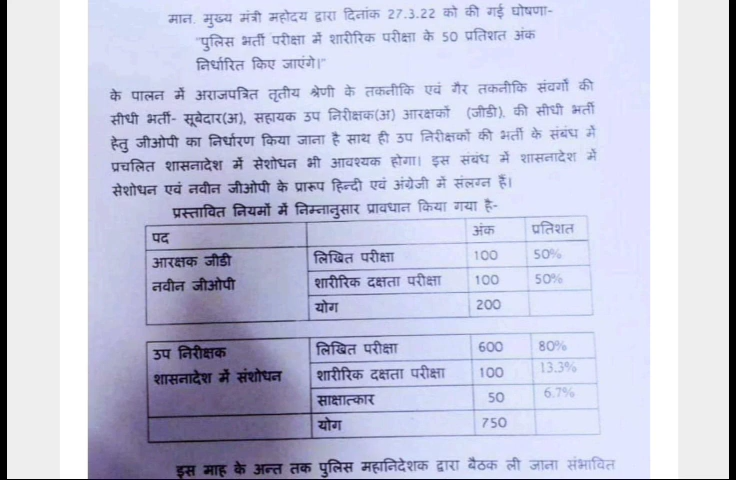 मान. मुख्य मंत्री महोदय द्वारा दिनांक 27.3.22 को की गई घोषणा-
"पुलिस भर्ती परीक्षा में शारीरिक परीक्षा के 50 प्रतिशत अंक
निर्धारित किए जाएंगे।"
के पालन में अराजपत्रित तृतीय श्रेणी के तकनीकि एवं गैर तकनीकि संवर्गो की
सीधी भर्ती- सूबेदार(अ), सहायक उप निरीक्षक(अ) आरक्षकों (जीडी), की सीधी भर्ती
हेतु जीओपी का निर्धारण किया जाना है साथ ही उप निरीक्षकों की भर्ती के संबंध में
प्रचलित शासनादेश में सेशोधन भी आवश्यक होगा। इस संबंध में शासनादेश में
सेशोधन एवं नवीन जीओपी के प्रारूप हिन्दी एवं अंग्रेजी में संलग्न हैं।
प्रस्तावित नियमों में निम्नानुसार प्रावधान किया गया है-
पद अंक प्रतिशत
आरक्षक जीडी लिखित परीक्षा 100 50%
नवीन जीओपी शारीरिक दक्षता परीक्षा 100 50%
योग 200
उप निरीक्षक लिखित परीक्षा 600 80%
शासनादेश में संशोधन शारीरिक दक्षता परीक्षा 100 13.3%
साक्षात्कार 50 6.7%
योग 750
इस माह के अन्त तक पुलिस महानिदेशक द्वारा बैठक ली जाना संभावित